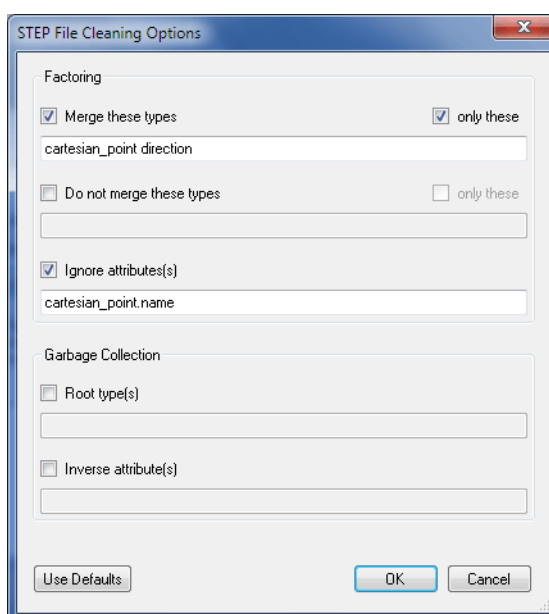 STEP File Cleaning Options
Factoring
Merge these types only these
cartesian_point direction
Do not merge these types only these
Ignore attributes(s)
cartesian_point.name
Garbage Collection
Root type(s)
Inverse attribute(s)
Use Defaults OK Cancel